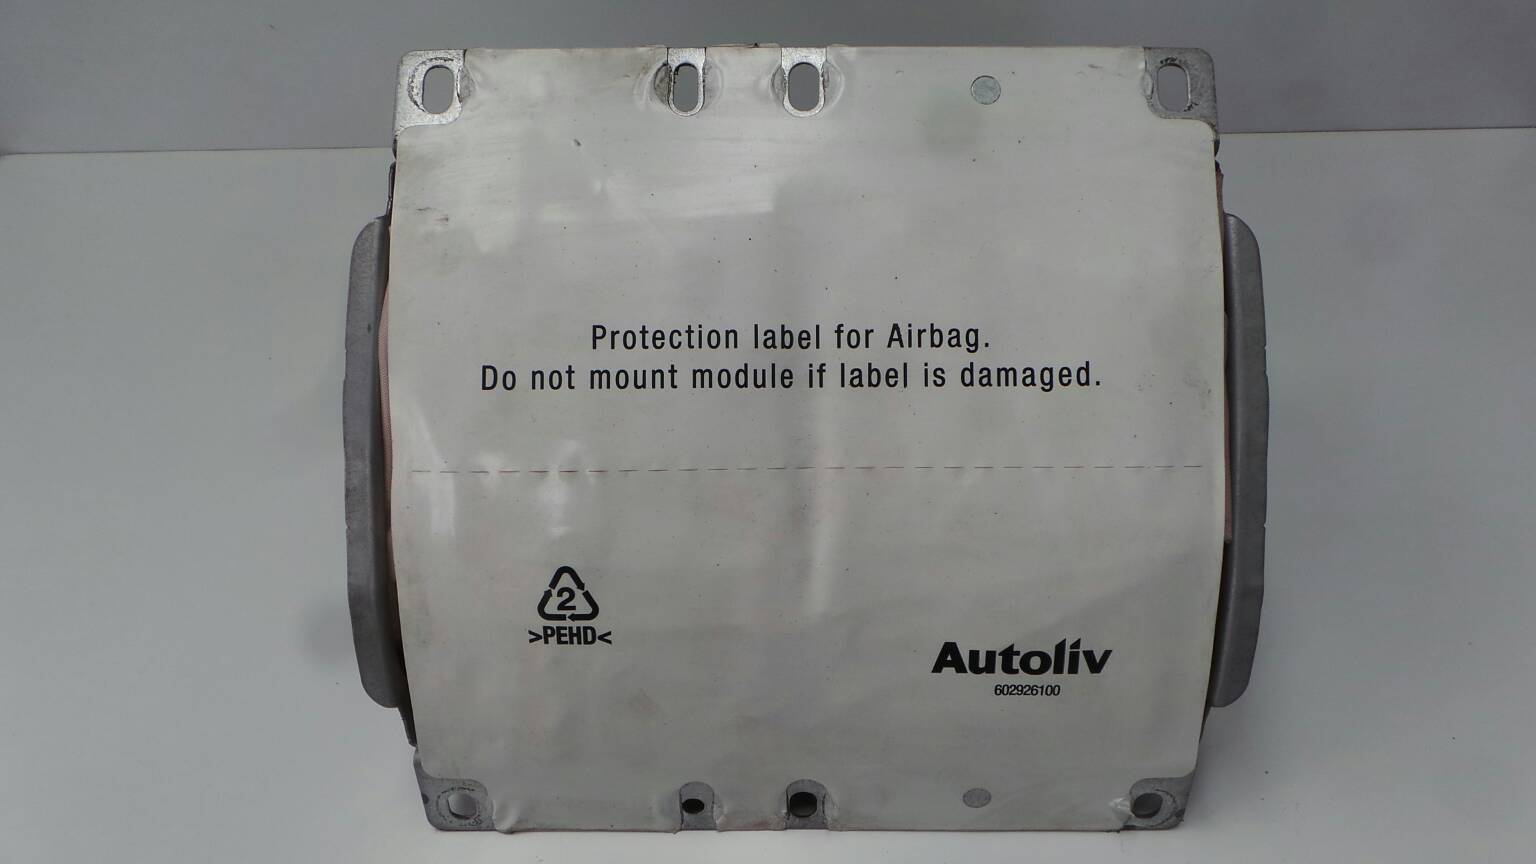 Protection label for Airbag.
Do not mount module if label is damaged.
2
>PEHD<
Autoliv
602926100